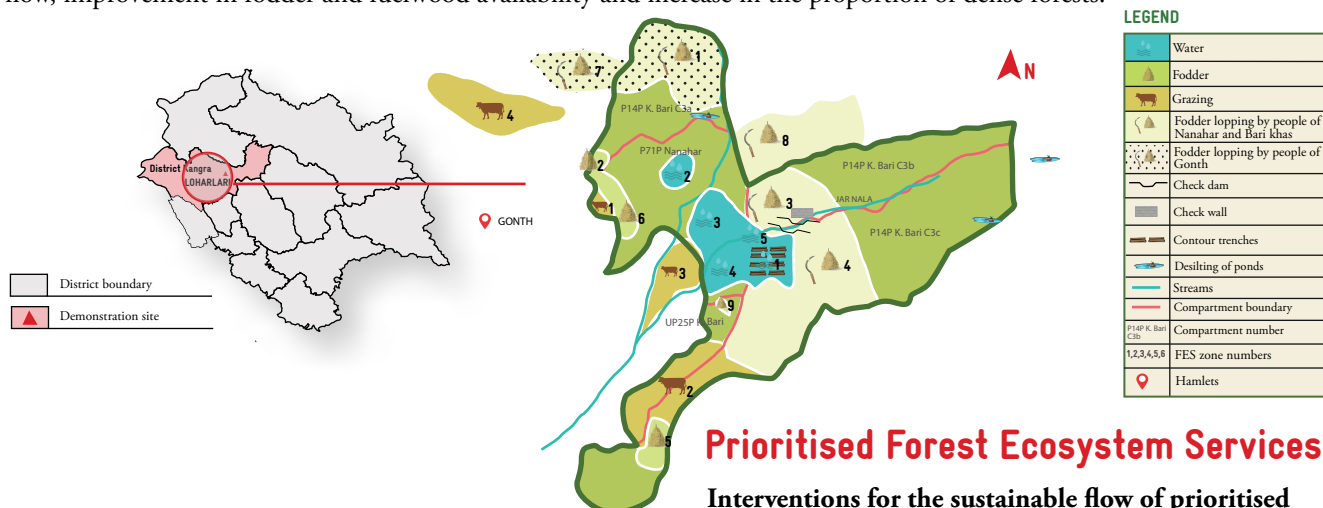 flow, improvement in fodder and fuelwood availability and increase in the proportion of dense forests.
LEGEND
Water
Fodder
Grazing
Fodder lopping by people of
Nanahar and Bari khas
Fodder lopping by people of
Gonth
Check dam
Check wall
Contour trenches
Desilting of ponds
Streams
Compartment boundary
P14P K. Bari
C3b
Compartment number
1,2,3,4,5,6
FES zone numbers
Hamlets
N
7
1
4
P14P K. Bari C3a
8
P71P Nanahar
2
2
P14P K. Bari C3b
1
6
3
3
JAR NALA
5
P14P K. Bari C3c
3
4
1
4
9
UP25P K. Bari
2
5
District Kangra
LOHARLARI
GONTH
District boundary
Demonstration site
Prioritised Forest Ecosystem Services
Interventions for the sustainable flow of prioritised